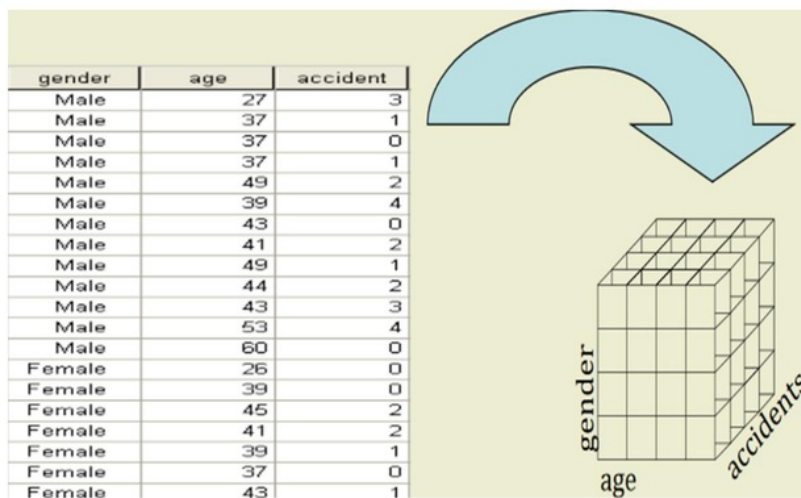 gender age accident
Male 27 3
Male 37 1
Male 37 0
Male 37 1
Male 49 2
Male 39 4
Male 43 0
Male 41 2
Male 49 1
Male 44 2
Male 43 3
Male 53 4
Male 60 0
Female 26 0
Female 39 0
Female 45 2
Female 41 2
Female 39 1
Female 37 0
Female 43 1
gender
age
accidents